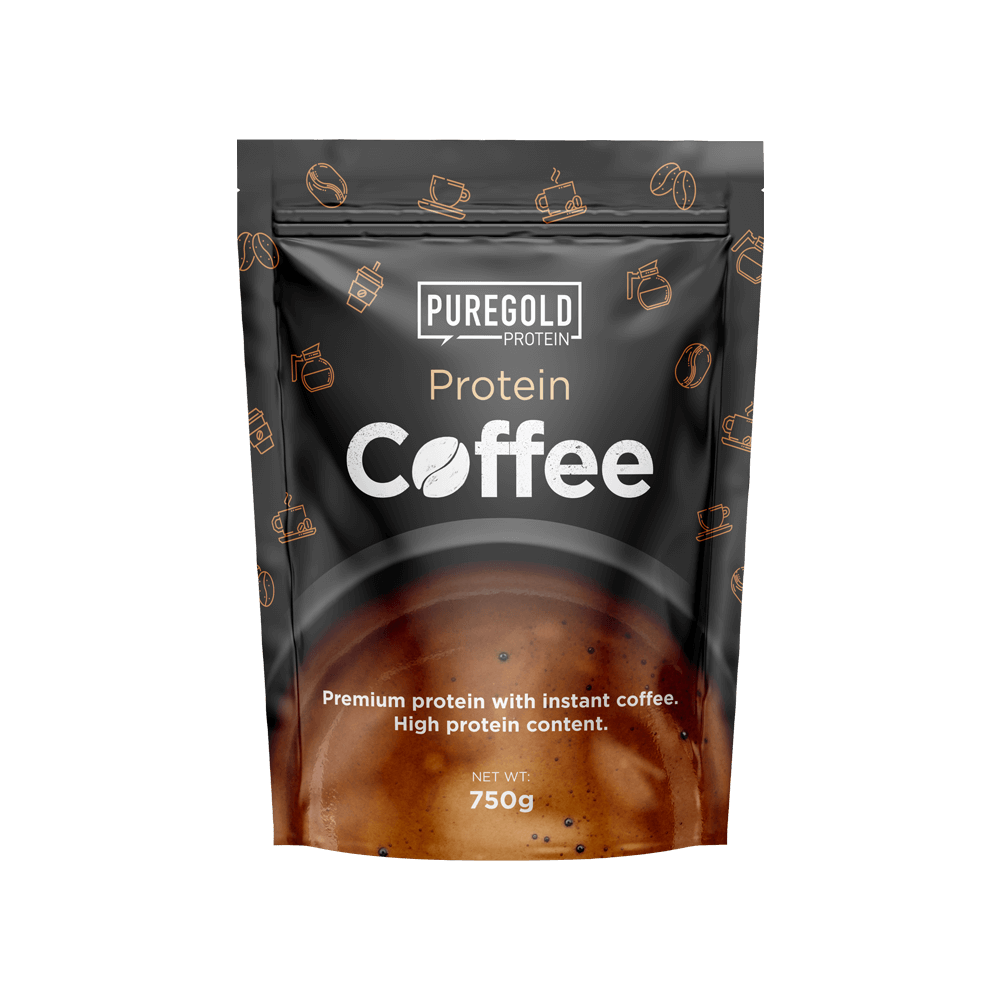 PUREGOLD
PROTEIN
Protein
Coffee
Premium protein with instant coffee.
High protein content.
NET WT:
750g